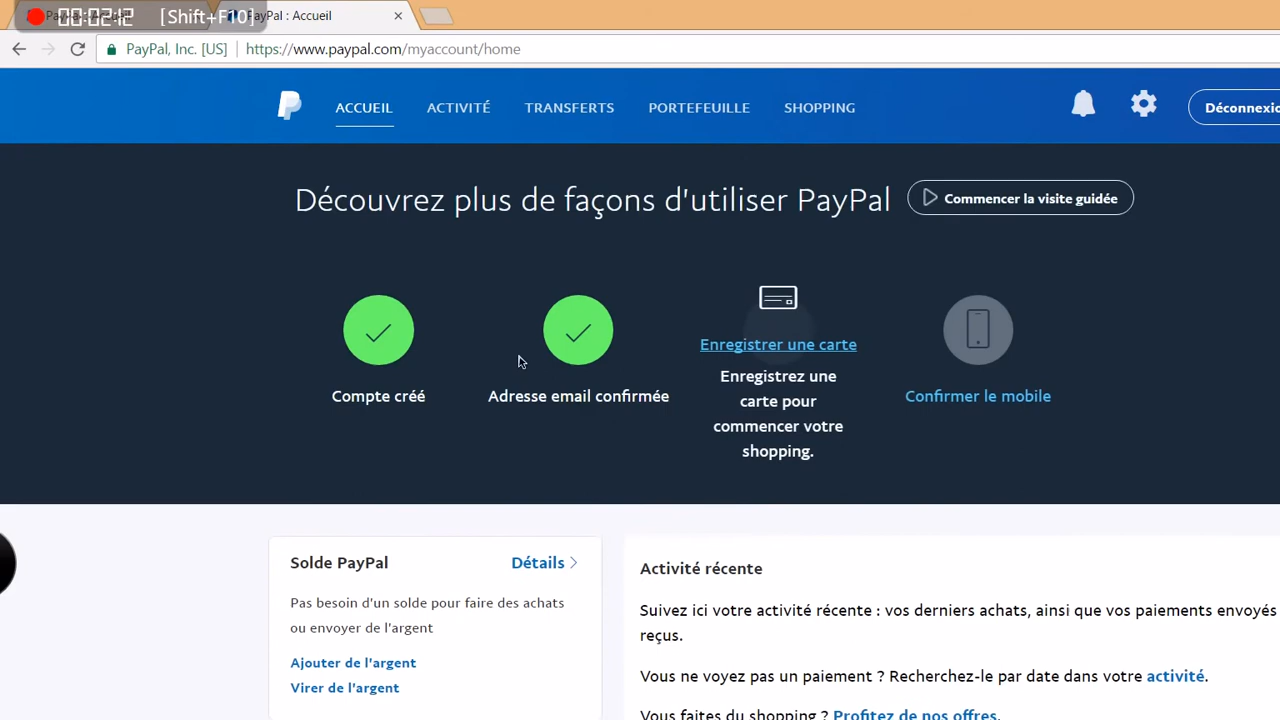 00:02:12 [Shift+F10]
PayPal : Accueil
PayPal, Inc. [US] https://www.paypal.com/myaccount/home
ACCUEIL ACTIVITÉ TRANSFERTS PORTEFEUILLE SHOPPING
Découvrez plus de façons d'utiliser PayPal
Commencer la visite guidée
Compte créé
Adresse email confirmée
Enregistrer une carte
Enregistrez une
carte pour
commencer votre
shopping.
Confirmer le mobile
Solde PayPal Détails
Pas besoin d'un solde pour faire des achats
ou envoyer de l'argent
Ajouter de l'argent
Virer de l'argent
Activité récente
Suivez ici votre activité récente : vos derniers achats, ainsi que vos paiements envoyés
reçus.
Vous ne voyez pas un paiement ? Recherchez-le par date dans votre activité.
Vous faites du shopping ? Profitez de nos offres.